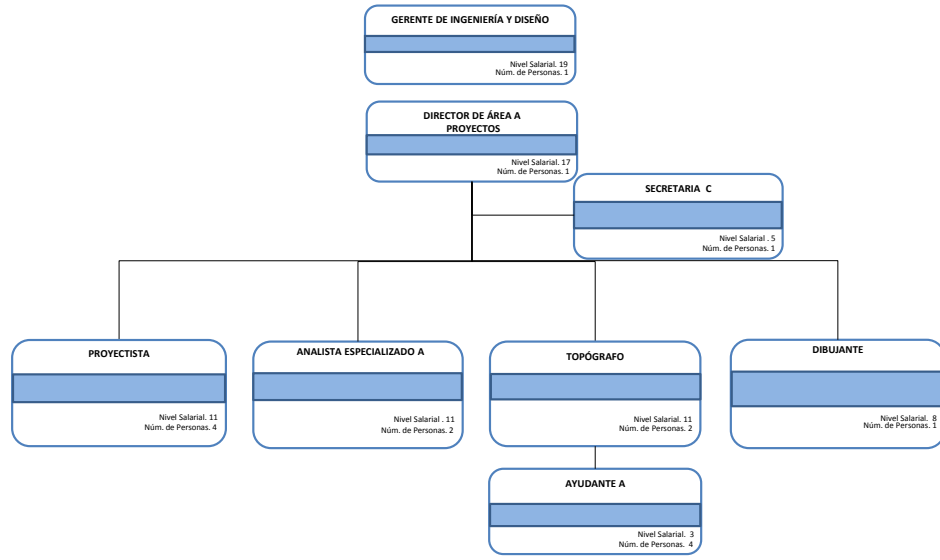 GERENTE DE INGENIERÍA Y DISEÑO
Nivel Salarial. 19
Núm. de Personas. 1
DIRECTOR DE ÁREA A
PROYECTOS
Nivel Salarial. 17
Núm. de Personas. 1
SECRETARIA C
Nivel Salarial . 5
Núm. de Personas. 1
PROYECTISTA
Nivel Salarial. 11
Núm. de Personas. 4
ANALISTA ESPECIALIZADO A
Nivel Salarial . 11
Núm. de Personas. 2
TOPÓGRAFO
Nivel Salarial. 11
Núm. de Personas. 2
DIBUJANTE
Nivel Salarial. 8
Núm. de Personas. 1
AYUDANTE A
Nivel Salarial. 3
Núm. de Personas. 4